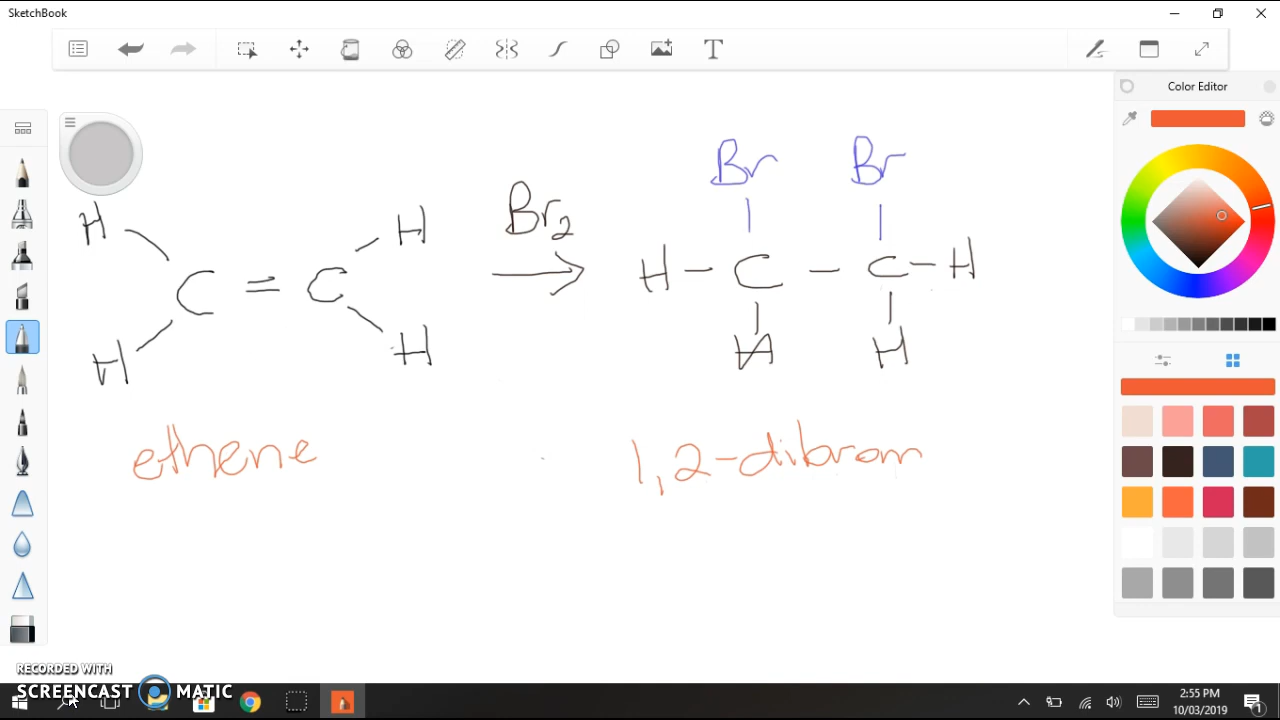 SketchBook
Color Editor
Br Br
H H Br2
C = C H - C - C - H
H H H H
ethene 1,2-dibrom
RECORDED WITH
SCREENCAST MATIC
2:55 PM
10/03/2019
1